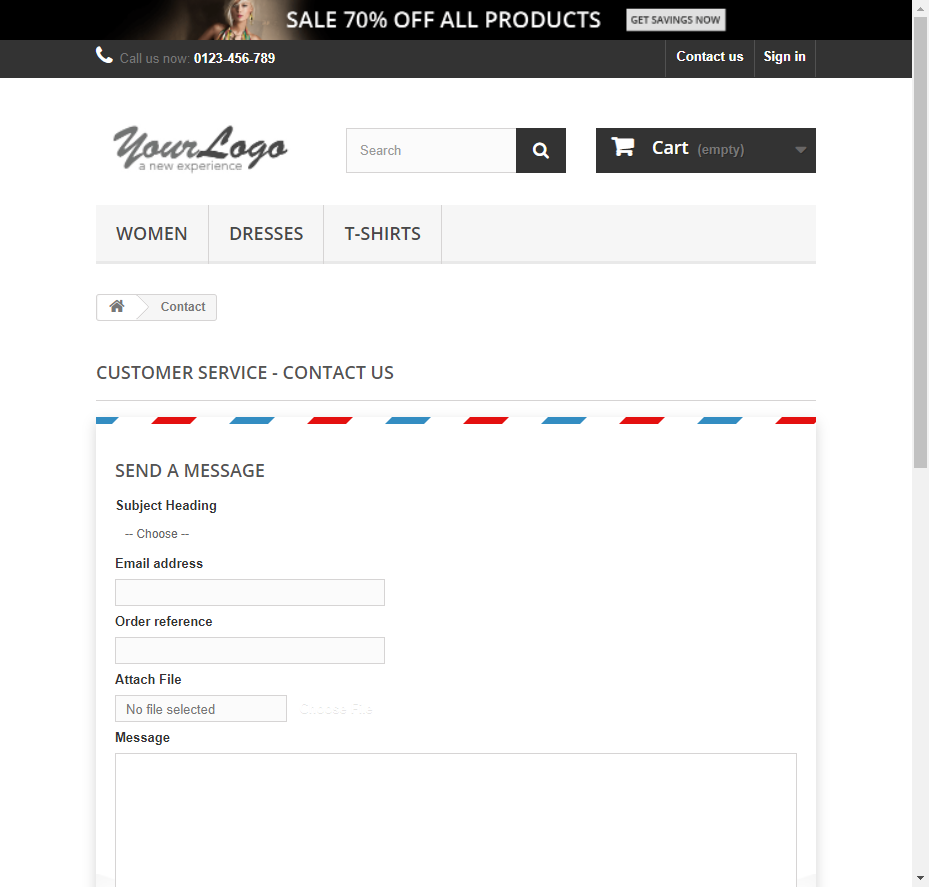 SALE 70% OFF ALL PRODUCTS GET SAVINGS NOW
Call us now: 0123-456-789 Contact us Sign in
YourLogo
a new experience
Search Cart (empty)
WOMEN DRESSES T-SHIRTS
Contact
CUSTOMER SERVICE - CONTACT US
SEND A MESSAGE
Subject Heading
-- Choose --
Email address
Order reference
Attach File
No file selected Choose File
Message